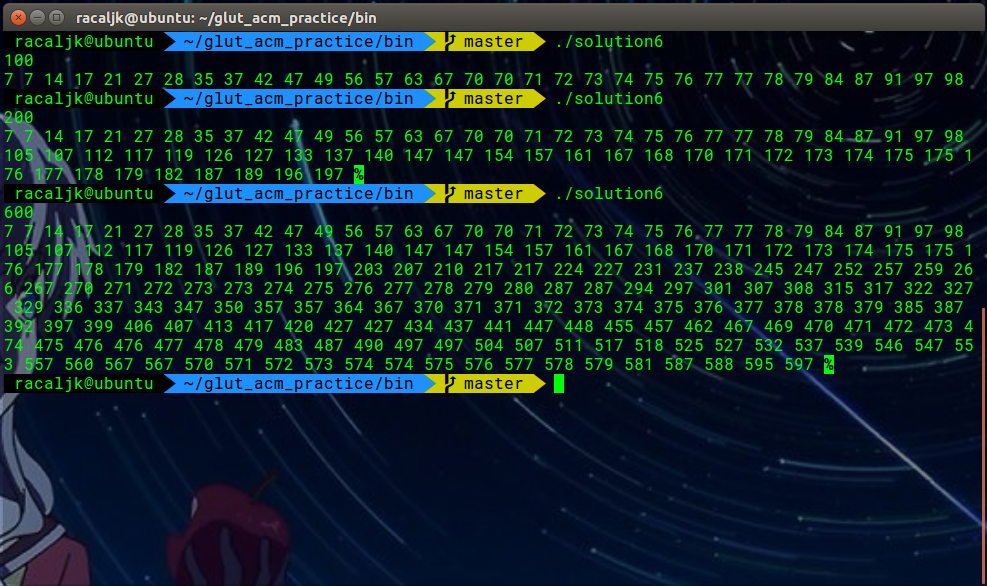 racaljk@ubuntu: ~/glut_acm_practice/bin
racaljk@ubuntu ~/glut_acm_practice/bin master ./solution6
100
7 7 14 17 21 27 28 35 37 42 47 49 56 57 63 67 70 70 71 72 73 74 75 76 77 77 78 79 84 87 91 97 98
racaljk@ubuntu ~/glut_acm_practice/bin master ./solution6
200
7 7 14 17 21 27 28 35 37 42 47 49 56 57 63 67 70 70 71 72 73 74 75 76 77 77 78 79 84 87 91 97 98
105 107 112 117 119 126 127 133 137 140 147 147 154 157 161 167 168 170 171 172 173 174 175 175 1
76 177 178 179 182 187 189 196 197 %
racaljk@ubuntu ~/glut_acm_practice/bin master ./solution6
600
7 7 14 17 21 27 28 35 37 42 47 49 56 57 63 67 70 70 71 72 73 74 75 76 77 77 78 79 84 87 91 97 98
105 107 112 117 119 126 127 133 137 140 147 147 154 157 161 167 168 170 171 172 173 174 175 175 1
76 177 178 179 182 187 189 196 197 203 207 210 217 217 224 227 231 237 238 245 247 252 257 259 26
6 267 270 271 272 273 273 274 275 276 277 278 279 280 287 287 294 297 301 307 308 315 317 322 327
329 336 337 343 347 350 357 357 364 367 370 371 371 372 373 374 375 376 377 378 378 379 385 387
392 397 399 406 407 413 417 420 427 427 434 437 441 447 448 455 457 462 467 469 470 471 472 473 4
74 475 476 476 477 478 479 483 487 490 497 497 504 507 511 517 518 525 527 532 537 539 546 547 55
3 557 560 567 567 570 571 572 573 574 574 575 576 577 578 579 581 587 588 595 597 %
racaljk@ubuntu ~/glut_acm_practice/bin master